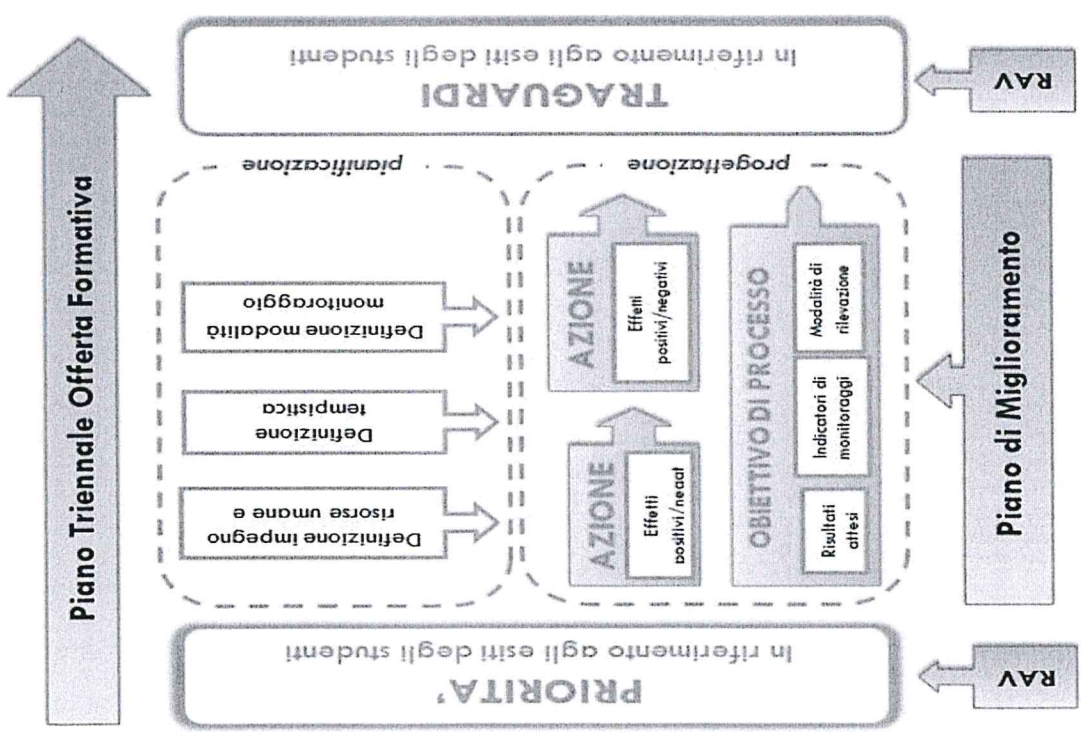 PRIORITA'
In riferimento agli esiti degli studenti
RAV
Piano Triennale Offerta Formativa
Definizione impegno
risorse umane e
Definizione
tempistica
Definizione modalità
monitoraggio
pianificazione
AZIONE
Effetti
positivi/negat
AZIONE
Effetti
positivi/negativi
OBIETTIVO DI PROCESSO
Risultati
attesi
Indicatori di
monitoraggi
Modalità di
rilevazione
progettazione
Piano di Miglioramento
TRAGUARDI
In riferimento agli esiti degli studenti
RAV